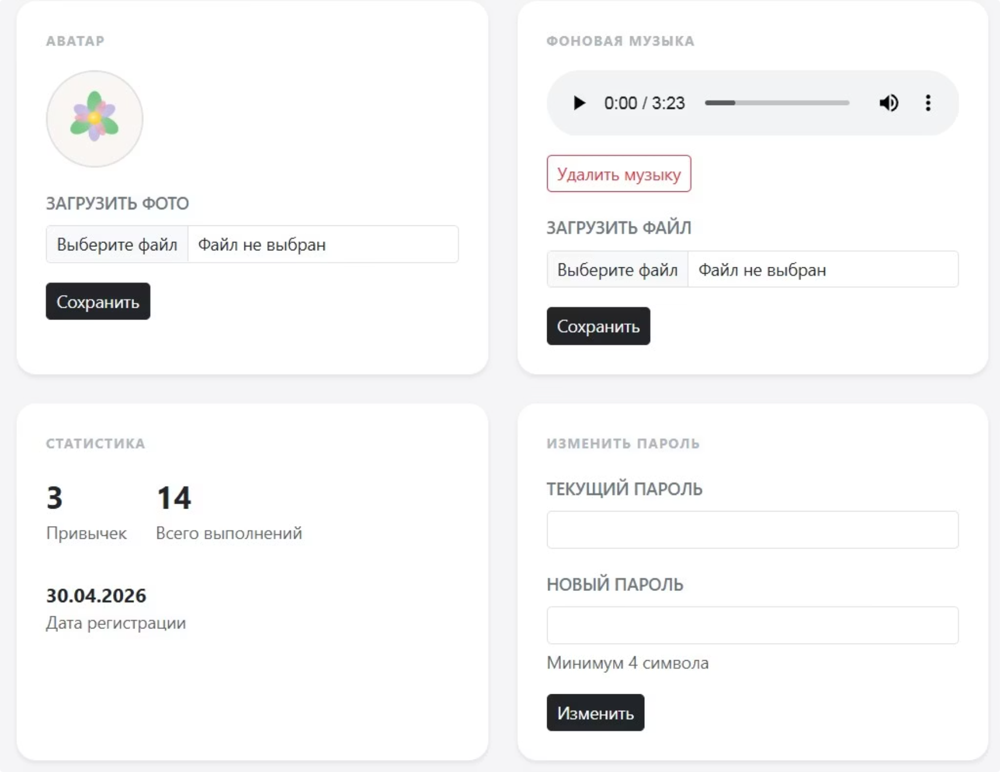 АВАТАР
ЗАГРУЗИТЬ ФОТО
Выберите файл Файл не выбран
Сохранить
ФОНОВАЯ МУЗЫКА
0:00 / 3:23
Удалить музыку
ЗАГРУЗИТЬ ФАЙЛ
Выберите файл Файл не выбран
Сохранить
СТАТИСТИКА
3 14
Привычек Всего выполнений
30.04.2026
Дата регистрации
ИЗМЕНИТЬ ПАРОЛЬ
ТЕКУЩИЙ ПАРОЛЬ
НОВЫЙ ПАРОЛЬ
Минимум 4 символа
Изменить